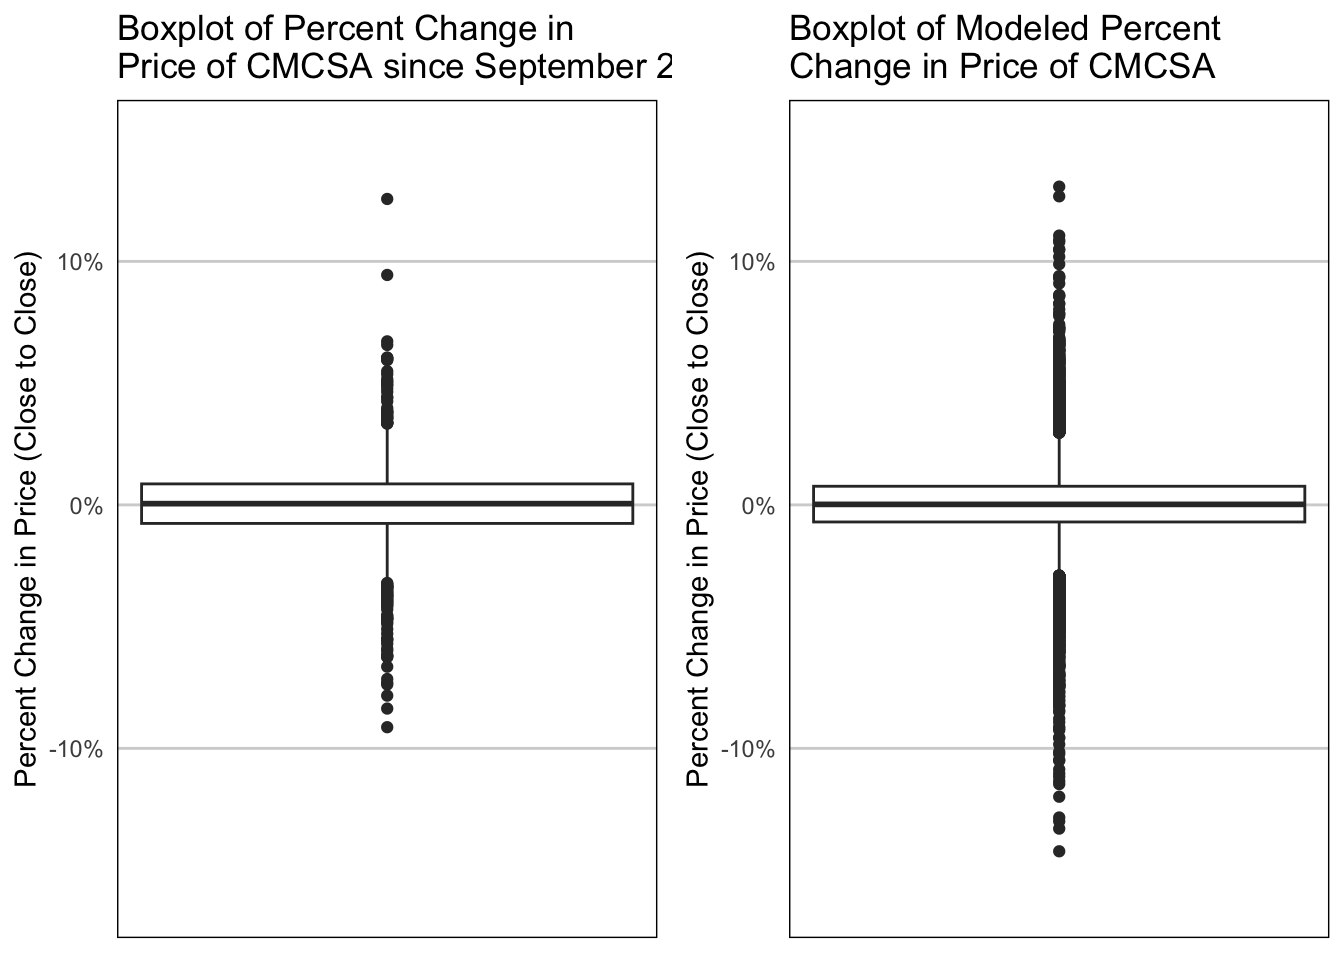 Boxplot of Percent Change in
Price of CMCSA since September 2
Percent Change in Price (Close to Close)
10%
0%
-10%
Boxplot of Modeled Percent
Change in Price of CMCSA
Percent Change in Price (Close to Close)
10%
0%
-10%